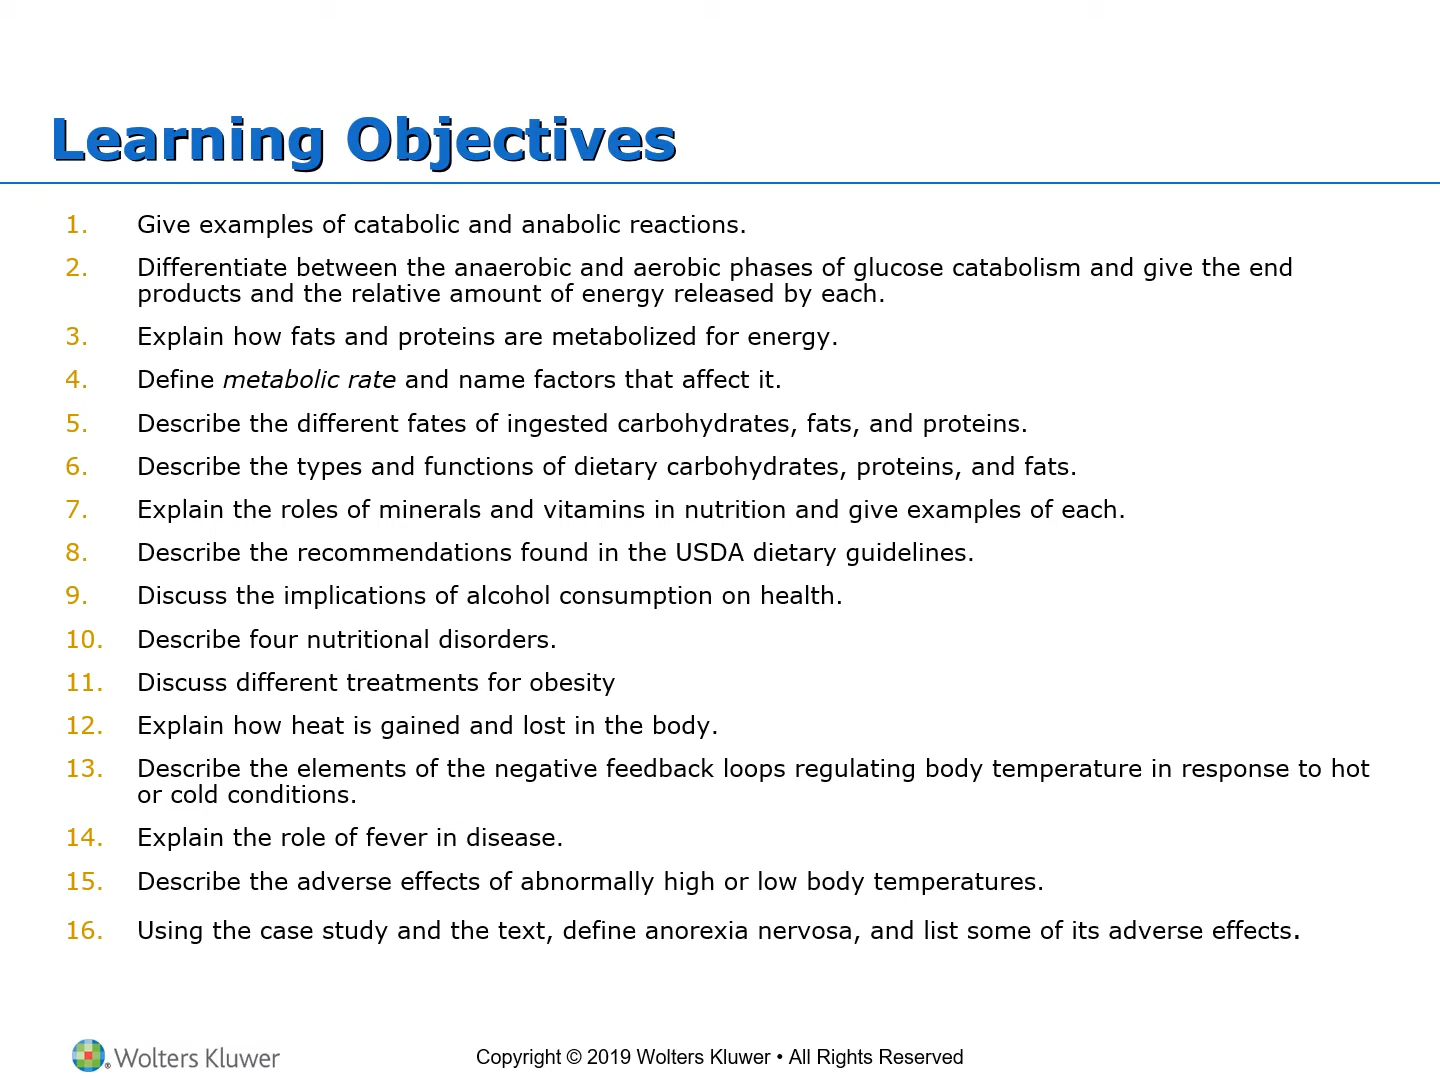 Learning Objectives
1. Give examples of catabolic and anabolic reactions.
2. Differentiate between the anaerobic and aerobic phases of glucose catabolism and give the end
products and the relative amount of energy released by each.
3. Explain how fats and proteins are metabolized for energy.
4. Define metabolic rate and name factors that affect it.
5. Describe the different fates of ingested carbohydrates, fats, and proteins.
6. Describe the types and functions of dietary carbohydrates, proteins, and fats.
7. Explain the roles of minerals and vitamins in nutrition and give examples of each.
8. Describe the recommendations found in the USDA dietary guidelines.
9. Discuss the implications of alcohol consumption on health.
10. Describe four nutritional disorders.
11. Discuss different treatments for obesity
12. Explain how heat is gained and lost in the body.
13. Describe the elements of the negative feedback loops regulating body temperature in response to hot
or cold conditions.
14. Explain the role of fever in disease.
15. Describe the adverse effects of abnormally high or low body temperatures.
16. Using the case study and the text, define anorexia nervosa, and list some of its adverse effects.
® Wolters Kluwer
Copyright © 2019 Wolters Kluwer • All Rights Reserved